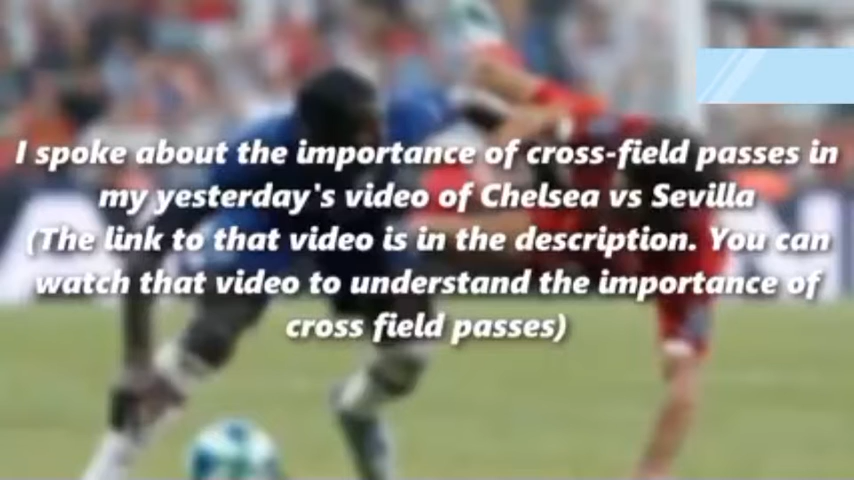 I spoke about the importance of cross-field passes in
my yesterday's video of Chelsea vs Sevilla
(The link to that video is in the description. You can
watch that video to understand the importance of
cross field passes)